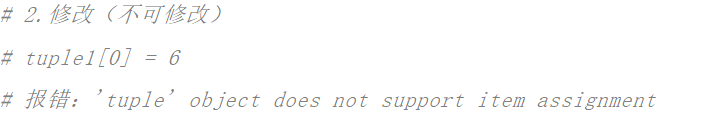 # 2.修改（不可修改）
# tuple1[0] = 6
# 报错：'tuple' object does not support item assignment